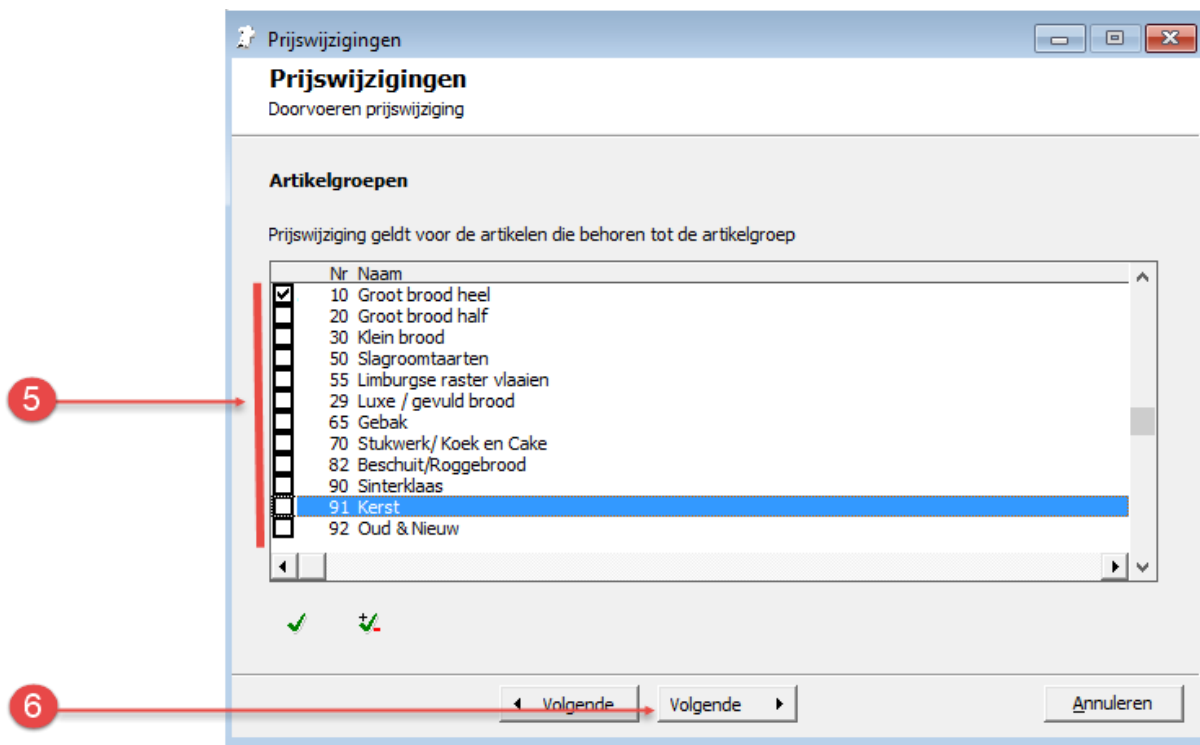 Prijswijzigingen
Prijswijzigingen
Doorvoeren prijswijziging
Artikelgroepen
Prijswijziging geldt voor de artikelen die behoren tot de artikelgroep
Nr Naam
10 Groot brood heel
20 Groot brood half
30 Klein brood
50 Slagroomtaarten
55 Limburgse raster vlaaien
5
29 Luxe / gevuld brood
65 Gebak
70 Stukwerk/ Koek en Cake
82 Beschuit/Roggebrood
90 Sinterklaas
91 Kerst
92 Oud & Nieuw
6
Volgende
Volgende
Annuleren